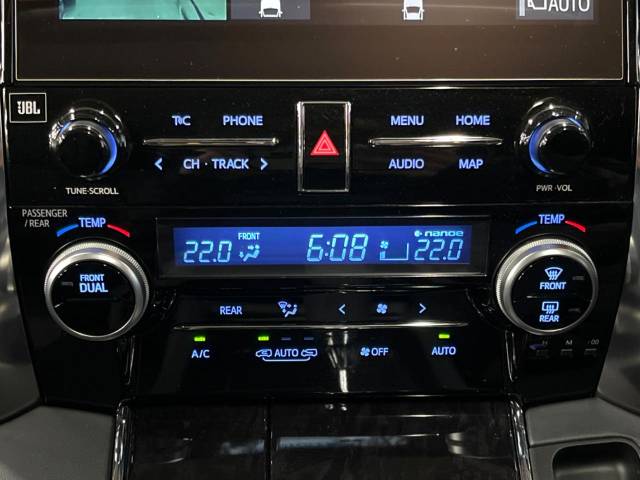 AUTO
JBL
T&C PHONE MENU HOME
< CH · TRACK > AUDIO MAP
TUNE·SCROLL PWR·VOL
PASSENGER / REAR
TEMP TEMP
FRONT nanoe
22.0 6:08 22.0
FRONT DUAL
FRONT
REAR
REAR < >
A/C AUTO OFF AUTO
H M :00